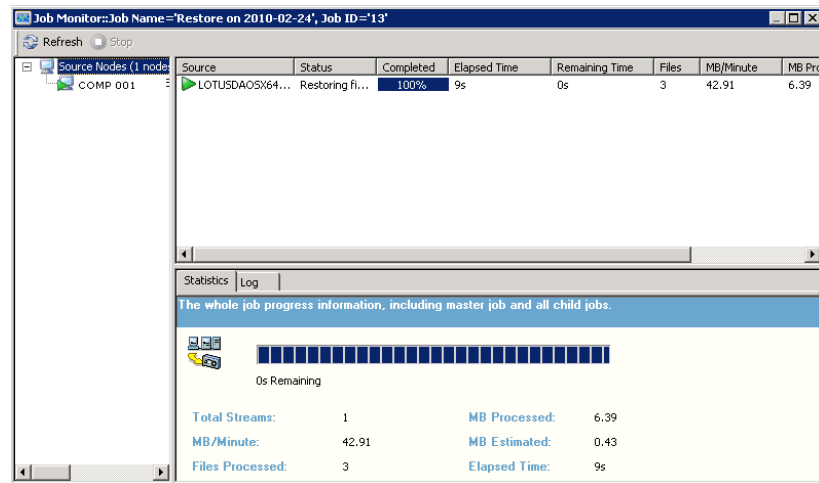 Job Monitor::Job Name='Restore on 2010-02-24', Job ID='13'
Refresh Stop
Source Nodes (1 node
COMP 001
Source Status Completed Elapsed Time Remaining Time Files MB/Minute MB Pro
LOTUSDAOSX64... Restoring fi... 100% 9s 0s 3 42.91 6.39
Statistics Log
The whole job progress information, including master job and all child jobs.
0s Remaining
Total Streams: 1 MB Processed: 6.39
MB/Minute: 42.91 MB Estimated: 0.43
Files Processed: 3 Elapsed Time: 9s